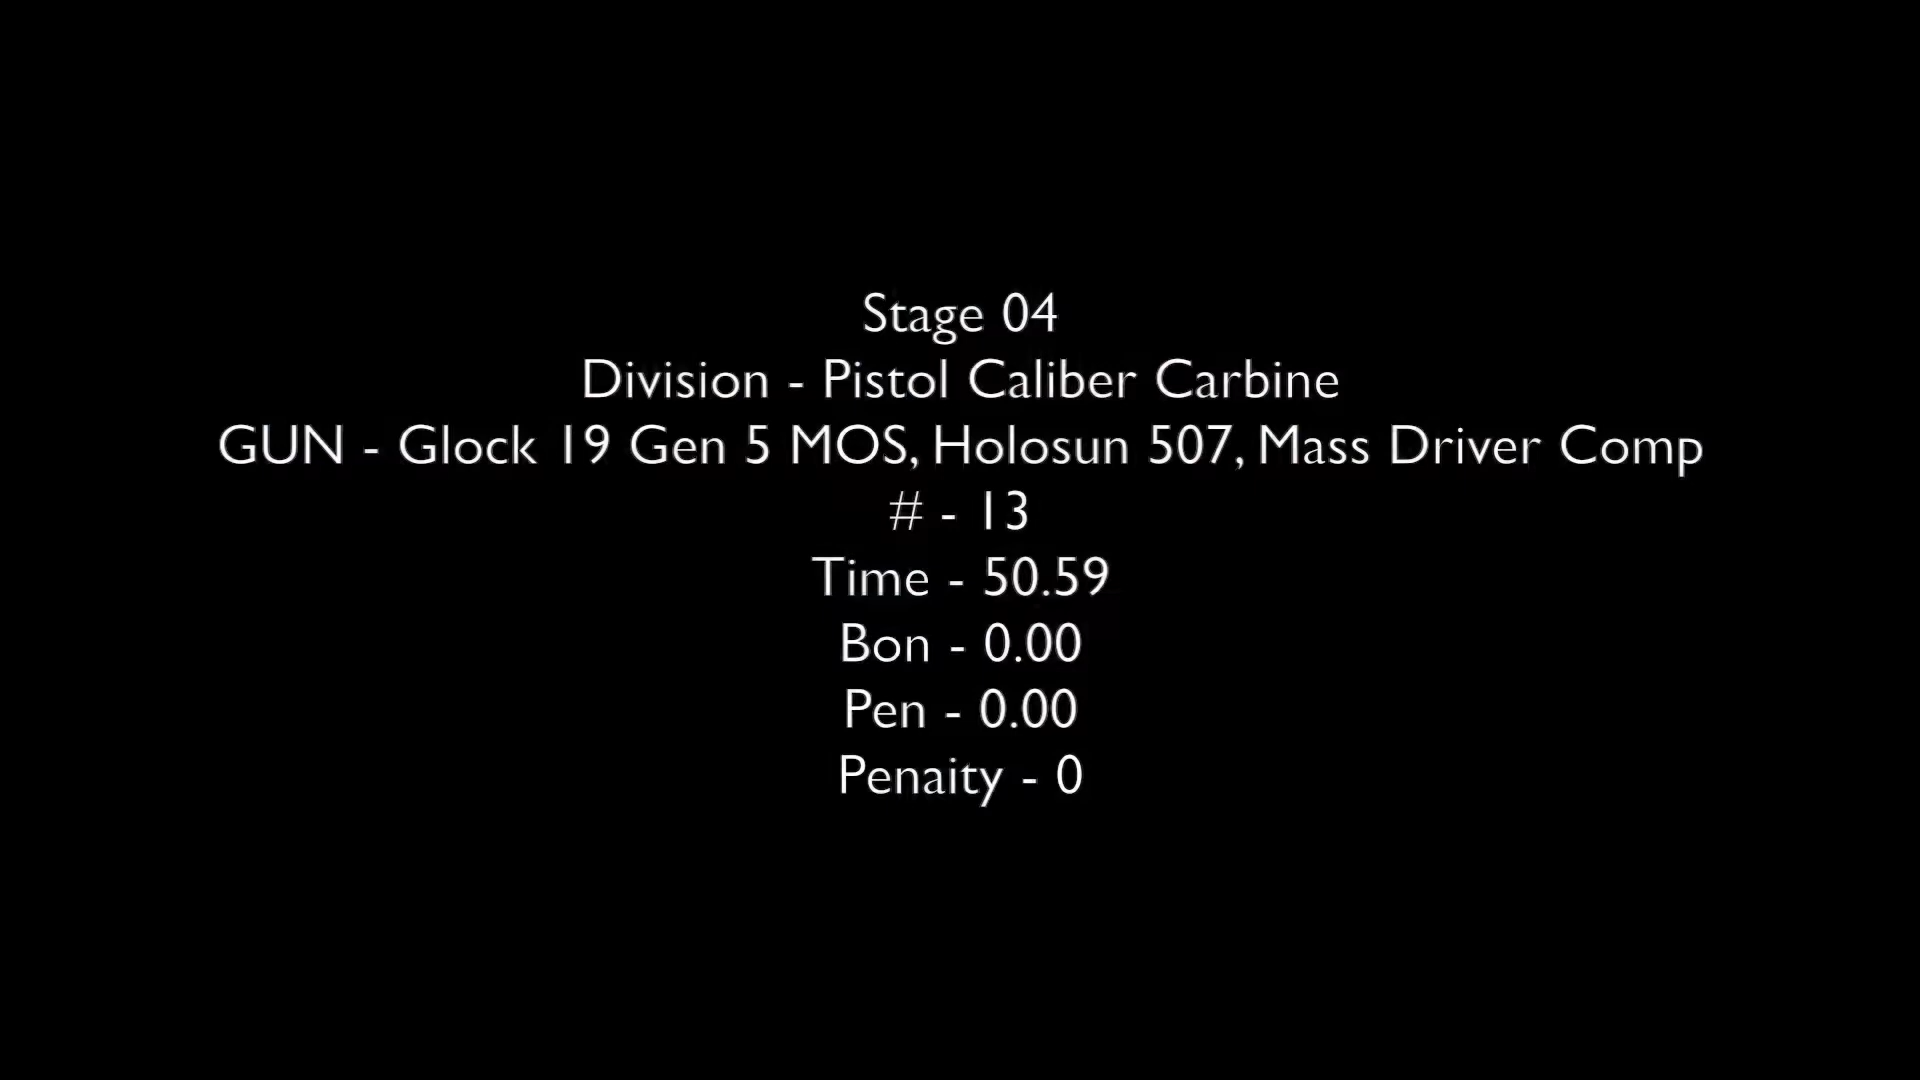 Stage 04
Division - Pistol Caliber Carbine
GUN - Glock 19 Gen 5 MOS, Holosun 507, Mass Driver Comp
# - 13
Time - 50.59
Bon - 0.00
Pen - 0.00
Penaity - 0